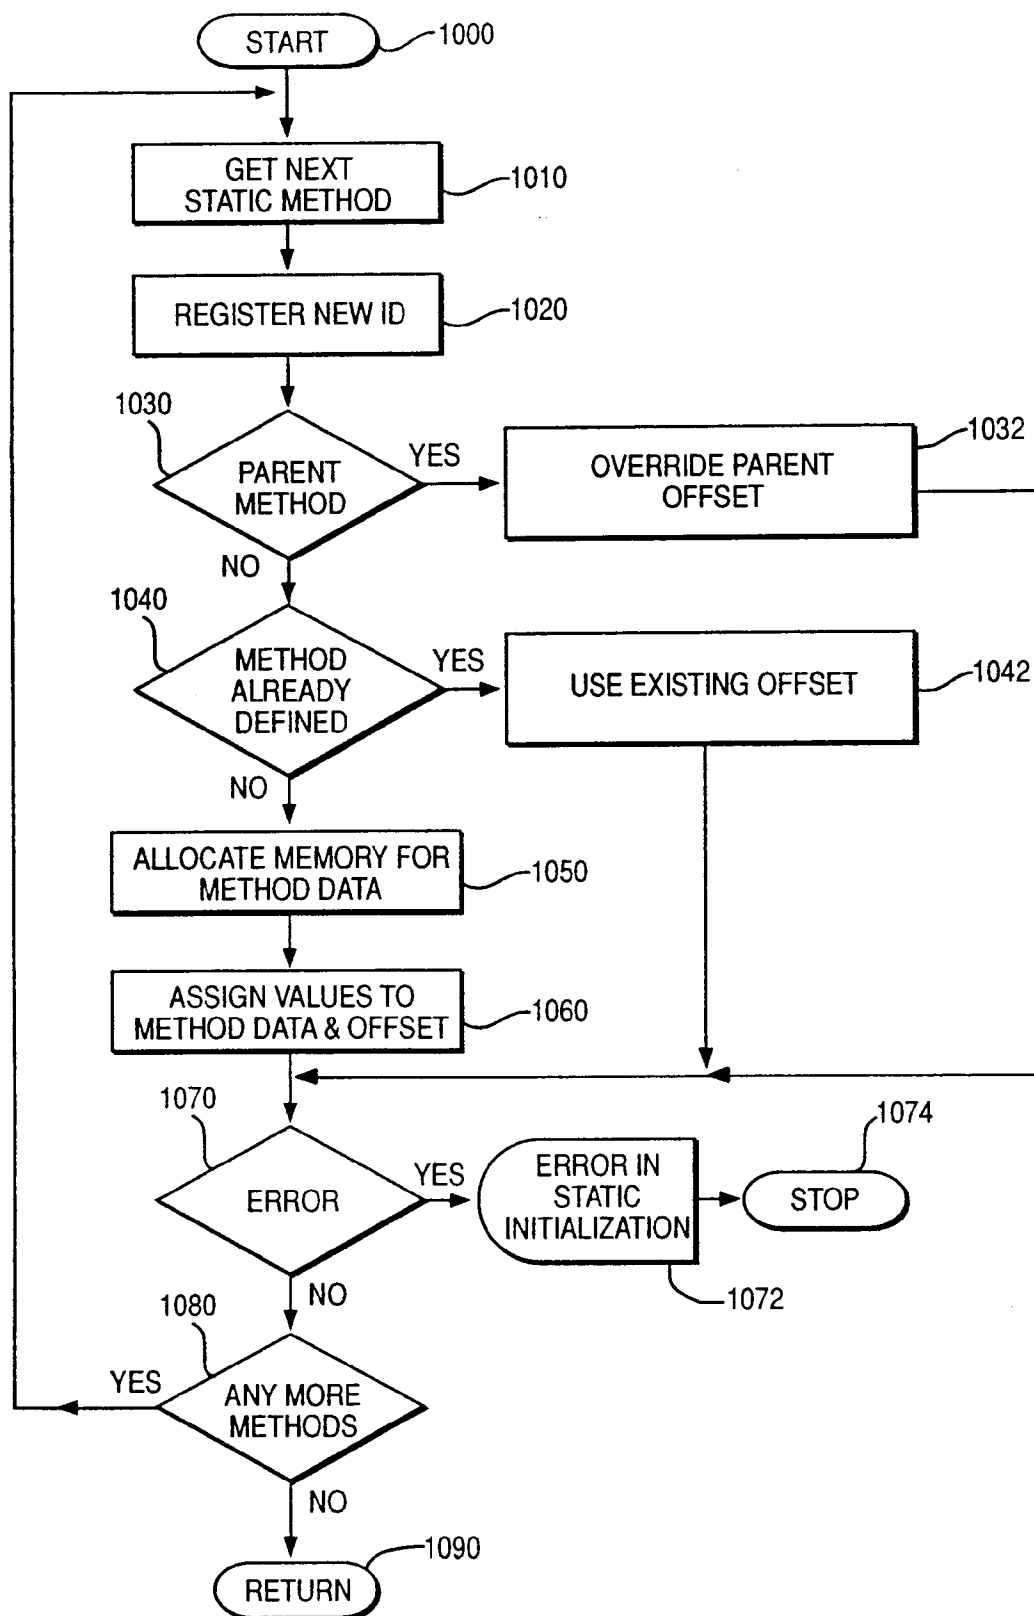 START
1000
GET NEXT
STATIC METHOD
1010
REGISTER NEW ID
1020
1030
PARENT
METHOD
YES
OVERRIDE PARENT
OFFSET
1032
NO
1040
METHOD
ALREADY
DEFINED
YES
USE EXISTING OFFSET
1042
NO
ALLOCATE MEMORY FOR
METHOD DATA
1050
ASSIGN VALUES TO
METHOD DATA & OFFSET
1060
1070
ERROR
YES
ERROR IN
STATIC
INITIALIZATION
1072
1074
STOP
NO
1080
YES
ANY MORE
METHODS
NO
1090
RETURN